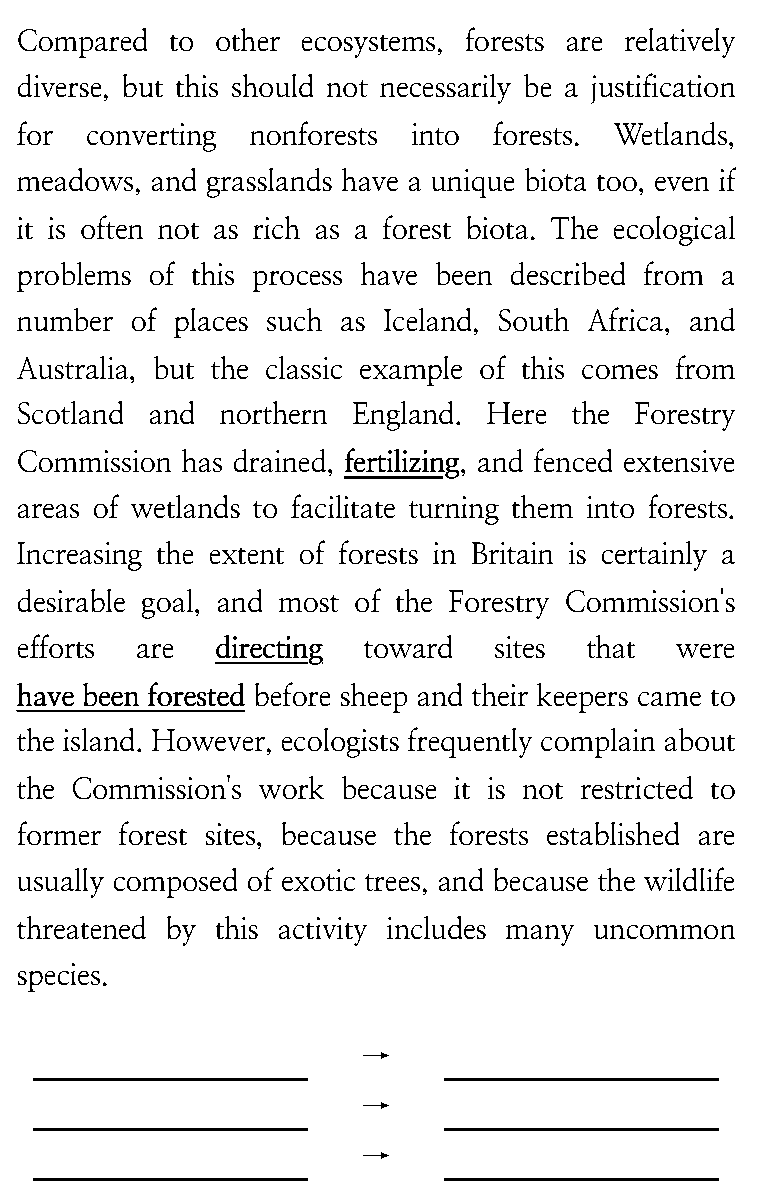 Compared to other ecosystems, forests are relatively
diverse, but this should not necessarily be a justification
for converting nonforests into forests. Wetlands,
meadows, and grasslands have a unique biota too, even if
it is often not as rich as a forest biota. The ecological
problems of this process have been described from a
number of places such as Iceland, South Africa, and
Australia, but the classic example of this comes from
Scotland and northern England. Here the Forestry
Commission has drained, fertilizing, and fenced extensive
areas of wetlands to facilitate turning them into forests.
Increasing the extent of forests in Britain is certainly a
desirable goal, and most of the Forestry Commission's
efforts are directing toward sites that were
have been forested before sheep and their keepers came to
the island. However, ecologists frequently complain about
the Commission's work because it is not restricted to
former forest sites, because the forests established are
usually composed of exotic trees, and because the wildlife
threatened by this activity includes many uncommon
species.
→
→
→